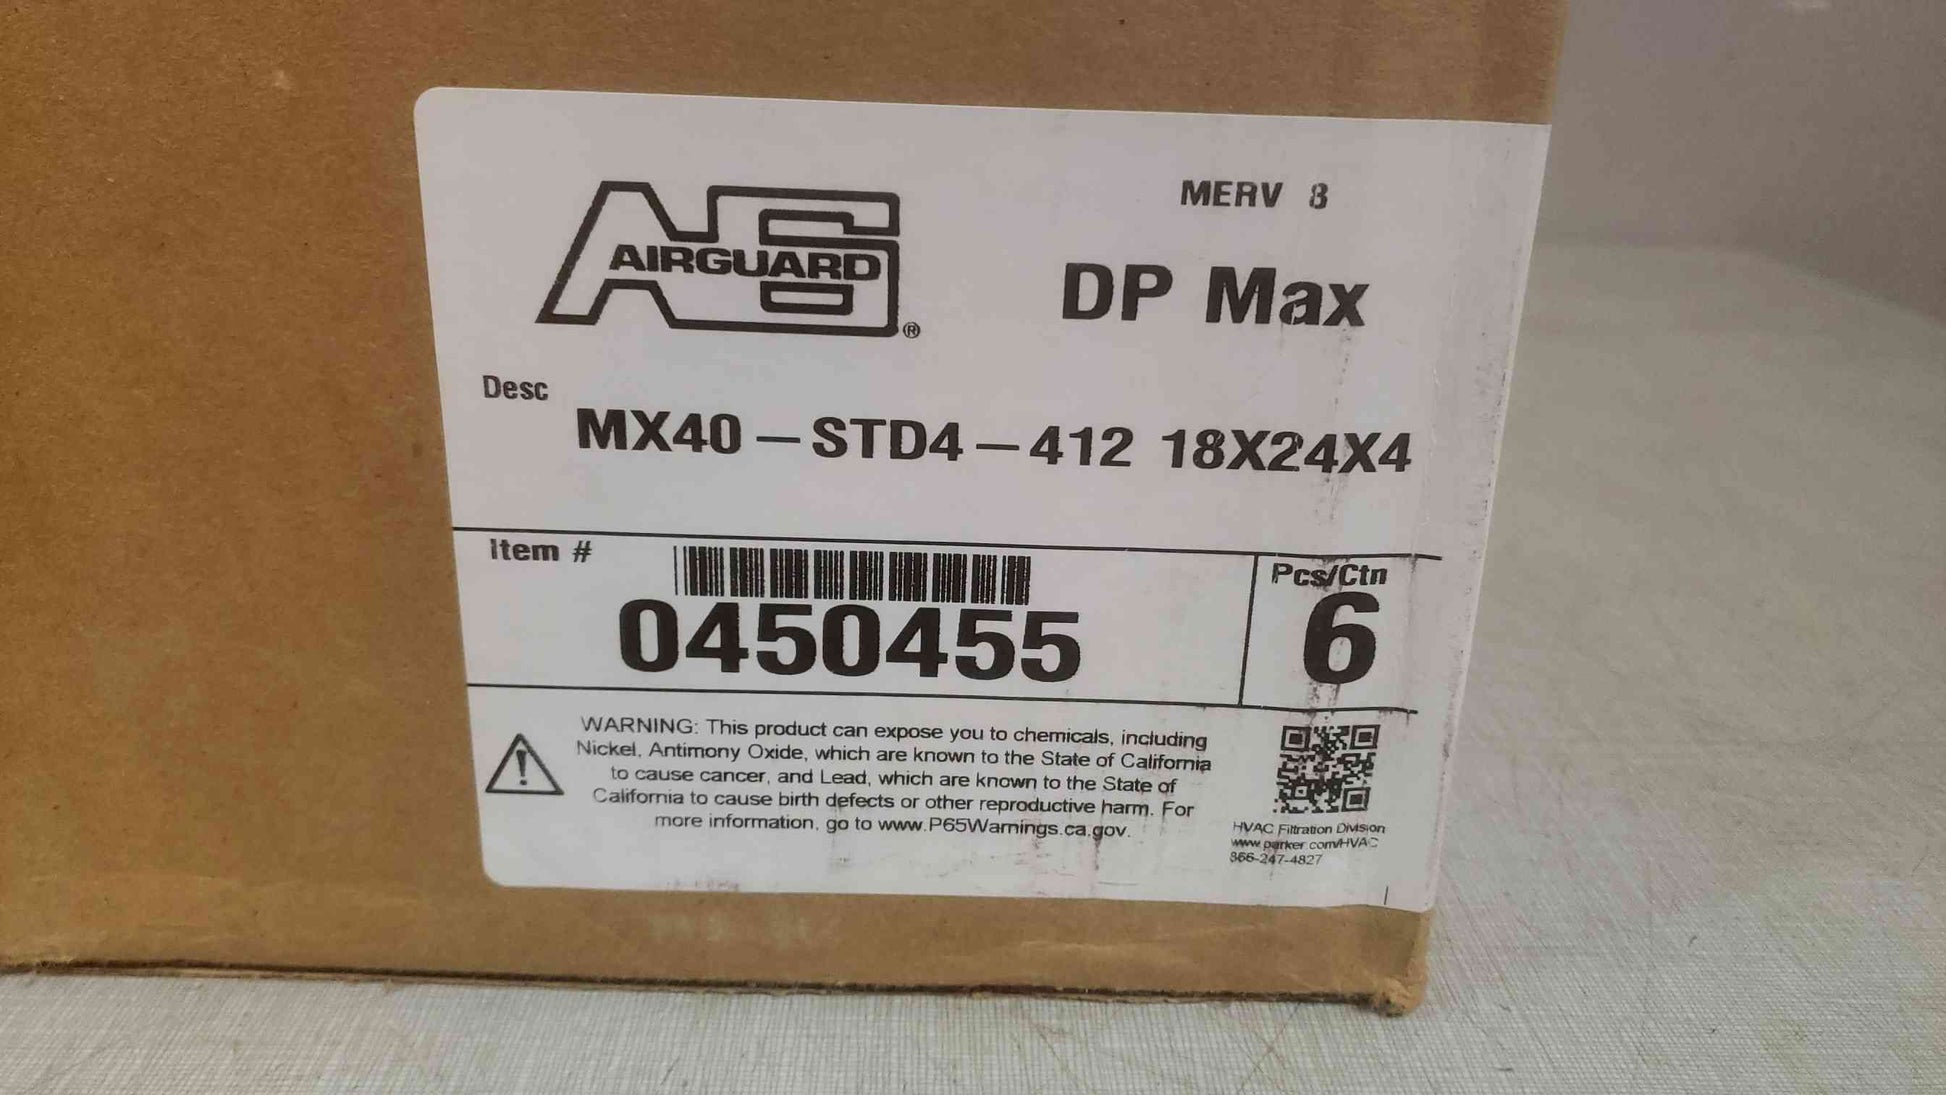 AIRGUARD ®
MERV 8
DP Max
Desc
MX40-STD4-412 18X24X4
Item #
0450455
Pcs/Ctn
6
WARNING: This product can expose you to chemicals, including
Nickel, Antimony Oxide, which are known to the State of California
to cause cancer, and Lead, which are known to the State of
California to cause birth defects or other reproductive harm. For
more information, go to www.P65Warnings.ca.gov.
HVAC Filtration Division
www.parker.com/HVAC
866-247-4827